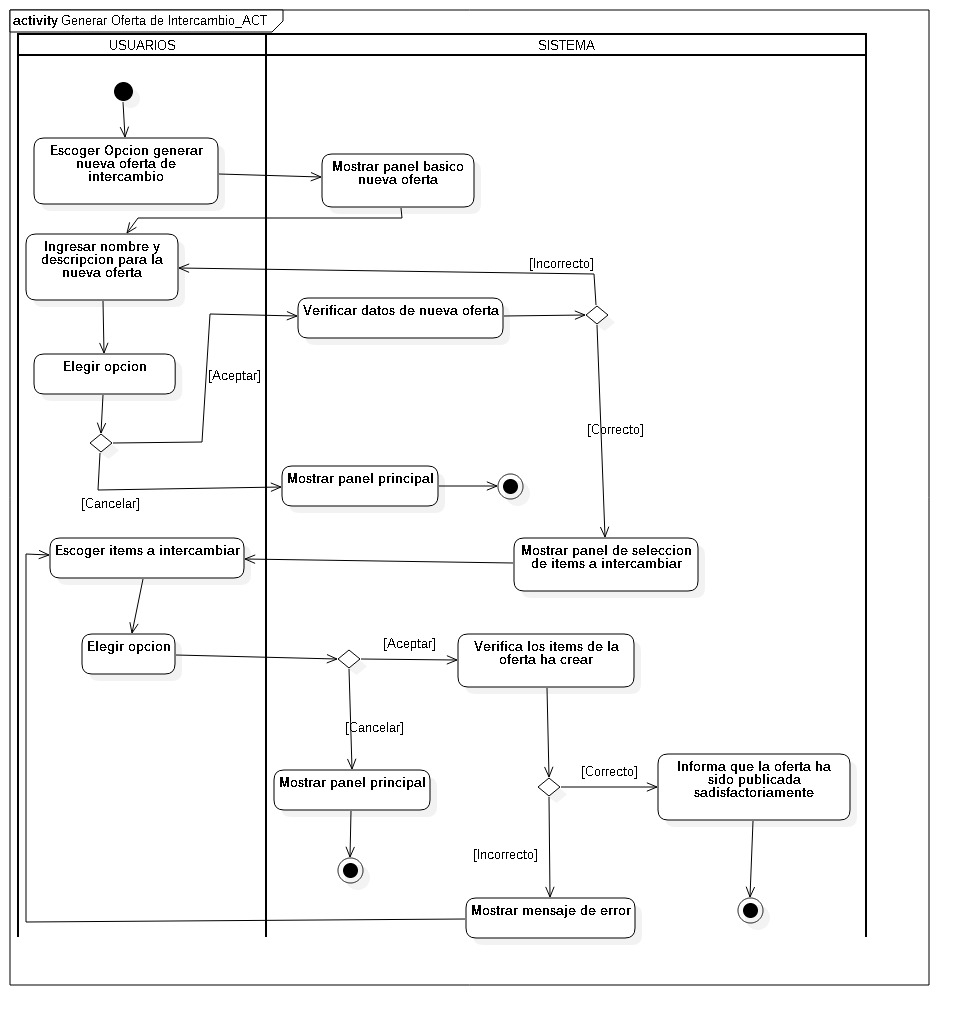 activity Generar Oferta de Intercambio_ACT
USUARIOS
SISTEMA
Escoger Opcion generar
nueva oferta de
intercambio
Mostrar panel basico
nueva oferta
Ingresar nombre y
descripcion para la
nueva oferta
[Incorrecto]
Verificar datos de nueva oferta
Elegir opcion
[Aceptar]
[Correcto]
Mostrar panel principal
[Cancelar]
Escoger items a intercambiar
Mostrar panel de seleccion
de items a intercambiar
Elegir opcion
[Aceptar]
Verifica los items de la
oferta ha crear
[Cancelar]
Mostrar panel principal
[Correcto]
Informa que la oferta ha
sido publicada
sadisfactoriamente
[Incorrecto]
Mostrar mensaje de error